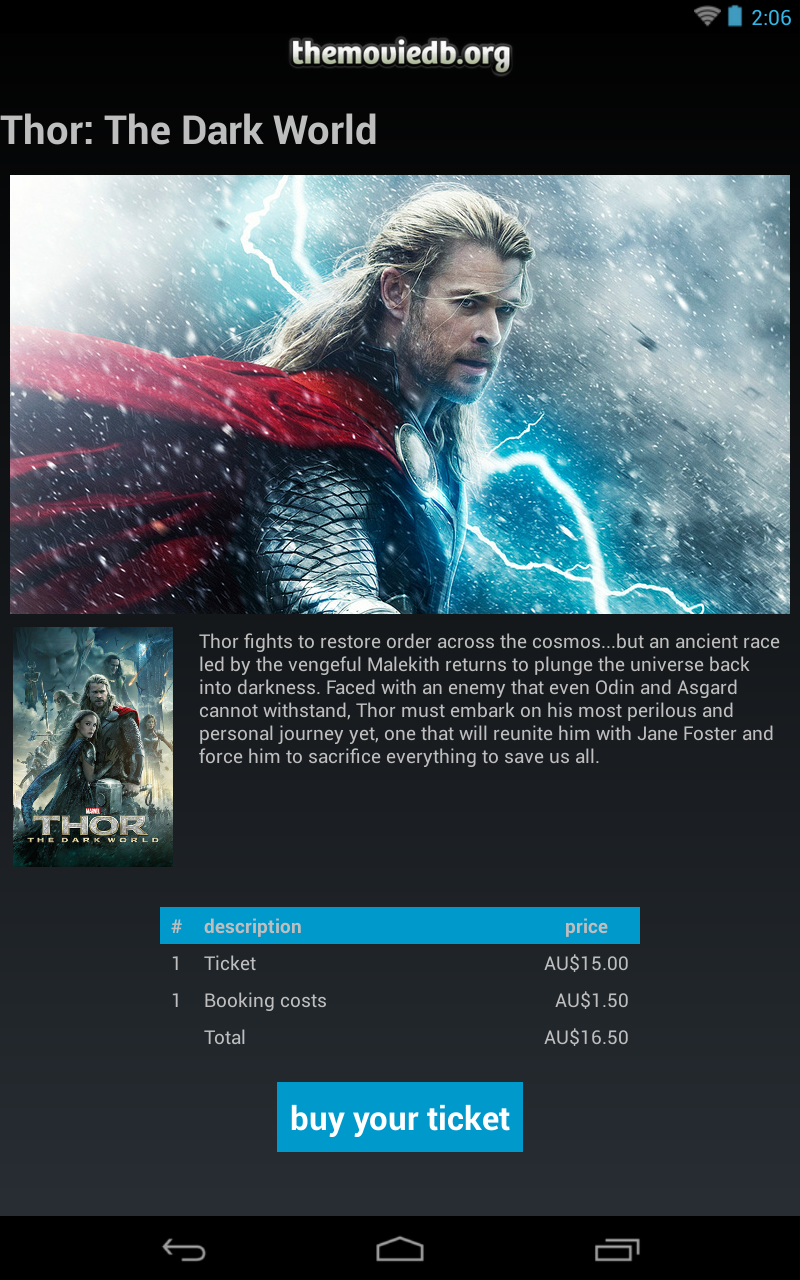 2:06
themoviedb.org
Thor: The Dark World
Thor fights to restore order across the cosmos...but an ancient race
led by the vengeful Malekith returns to plunge the universe back
into darkness. Faced with an enemy that even Odin and Asgard
cannot withstand, Thor must embark on his most perilous and
personal journey yet, one that will reunite him with Jane Foster and
force him to sacrifice everything to save us all.
MARVEL
THOR
THE DARK WORLD
# description price
1 Ticket AU$15.00
1 Booking costs AU$1.50
Total AU$16.50
buy your ticket